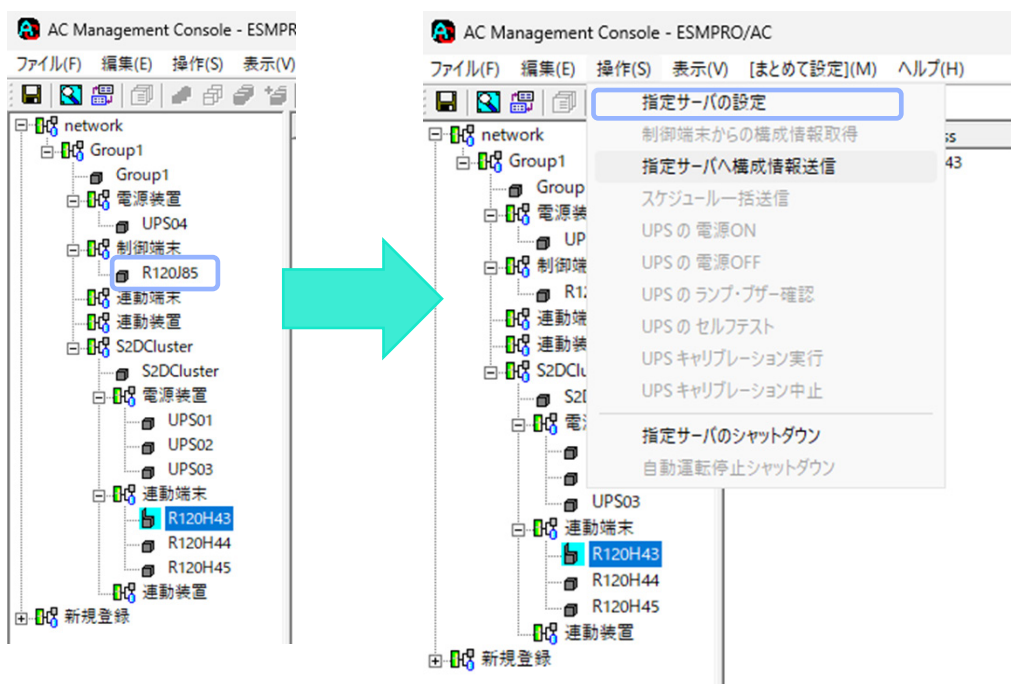 AC Management Console - ESMPR
ファイル(F) 編集(E) 操作(S) 表示(V)
network
Group1
Group1
電源装置
UPS04
制御端末
R120J85
連動端末
連動装置
S2DCluster
S2DCluster
電源装置
UPS01
UPS02
UPS03
連動端末
R120H43
R120H44
R120H45
連動装置
新規登録
AC Management Console - ESMPRO/AC
ファイル(F) 編集(E) 操作(S) 表示(V) [まとめて設定](M) ヘルプ(H)
指定サーバの設定
制御端末からの構成情報取得
指定サーバへ構成情報送信
スケジュール一括送信
UPS の 電源ON
UPS の 電源OFF
UPS の ランプ・ブザー確認
UPS の セルフテスト
UPS キャリブレーション実行
UPS キャリブレーション中止
指定サーバのシャットダウン
自動運転停止シャットダウン
ss
43
network
Group1
Group
電源装
UP
制御端
R12
連動端
連動装
S2DClu
S2D
電
UPS03
連動端末
R120H43
R120H44
R120H45
連動装置
新規登録